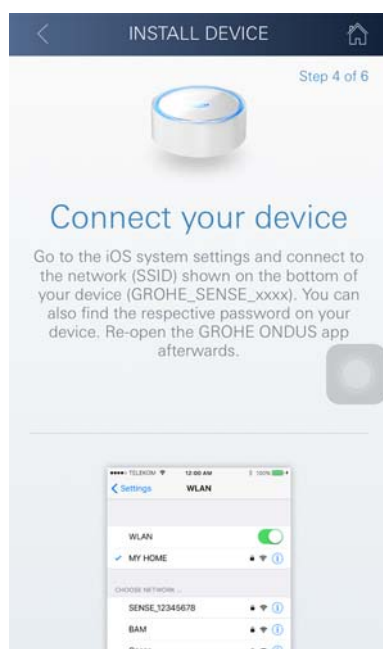 INSTALL DEVICE
Step 4 of 6
Connect your device
Go to the iOS system settings and connect to
the network (SSID) shown on the bottom of
your device (GROHE_SENSE_xxxx). You can
also find the respective password on your
device. Re-open the GROHE ONDUS app
afterwards.
TELEKOM 12:00 AM 100%
Settings WLAN
WLAN
MY HOME
CHOOSE NETWORK ...
SENSE_12345678
BAM